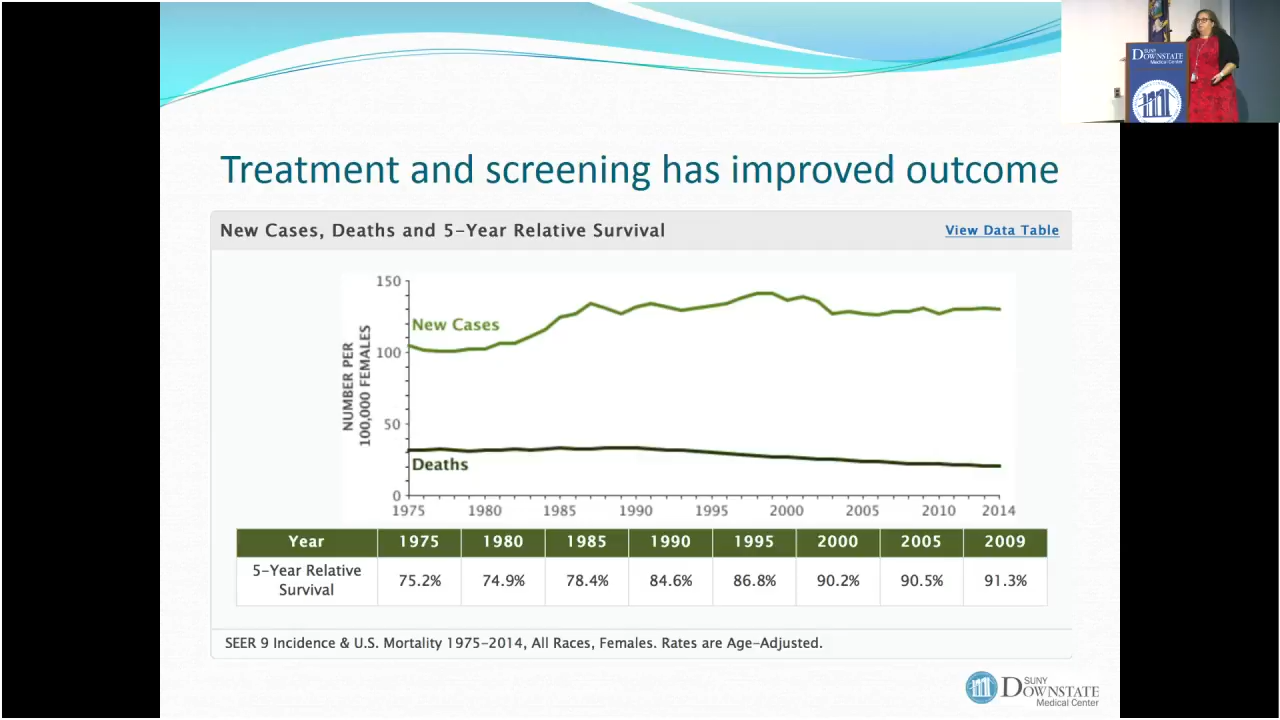 SUNY
DOWNSTATE
Medical Center
Treatment and screening has improved outcome
New Cases, Deaths and 5-Year Relative Survival
View Data Table
NUMBER PER
100,000 FEMALES
150
100
50
0
New Cases
Deaths
1975 1980 1985 1990 1995 2000 2005 2010 2014
Year 1975 1980 1985 1990 1995 2000 2005 2009
5-Year Relative
Survival
75.2% 74.9% 78.4% 84.6% 86.8% 90.2% 90.5% 91.3%
SEER 9 Incidence & U.S. Mortality 1975-2014, All Races, Females. Rates are Age-Adjusted.
SUNY
DOWNSTATE
Medical Center